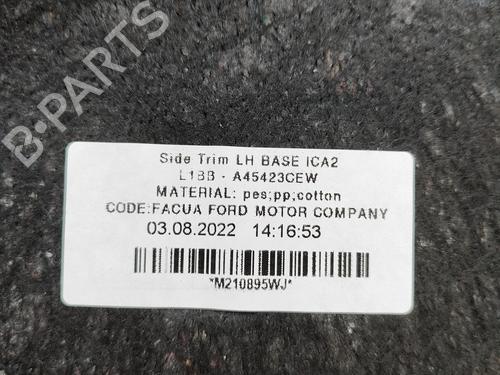 B-PARTS
Side Trim LH BASE ICA2
L1BB - A45423CEW
MATERIAL: pes;pp;cotton
CODE:FACUA FORD MOTOR COMPANY
03.08.2022 14:16:53
*M210895WJ*